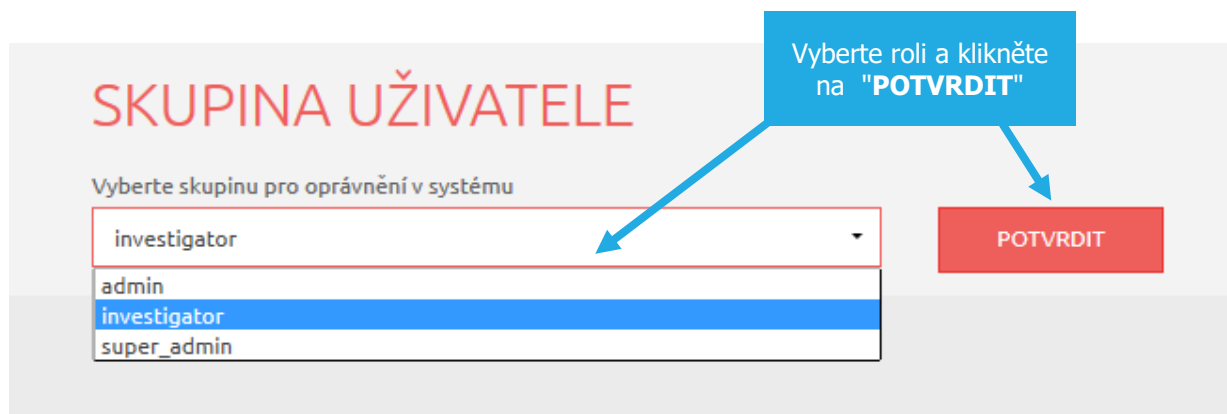 Vyberte roli a klikněte
na "POTVRDIT"
SKUPINA UŽIVATELE
Vyberte skupinu pro oprávnění v systému
investigator
POTVRDIT
admin
investigator
super_admin